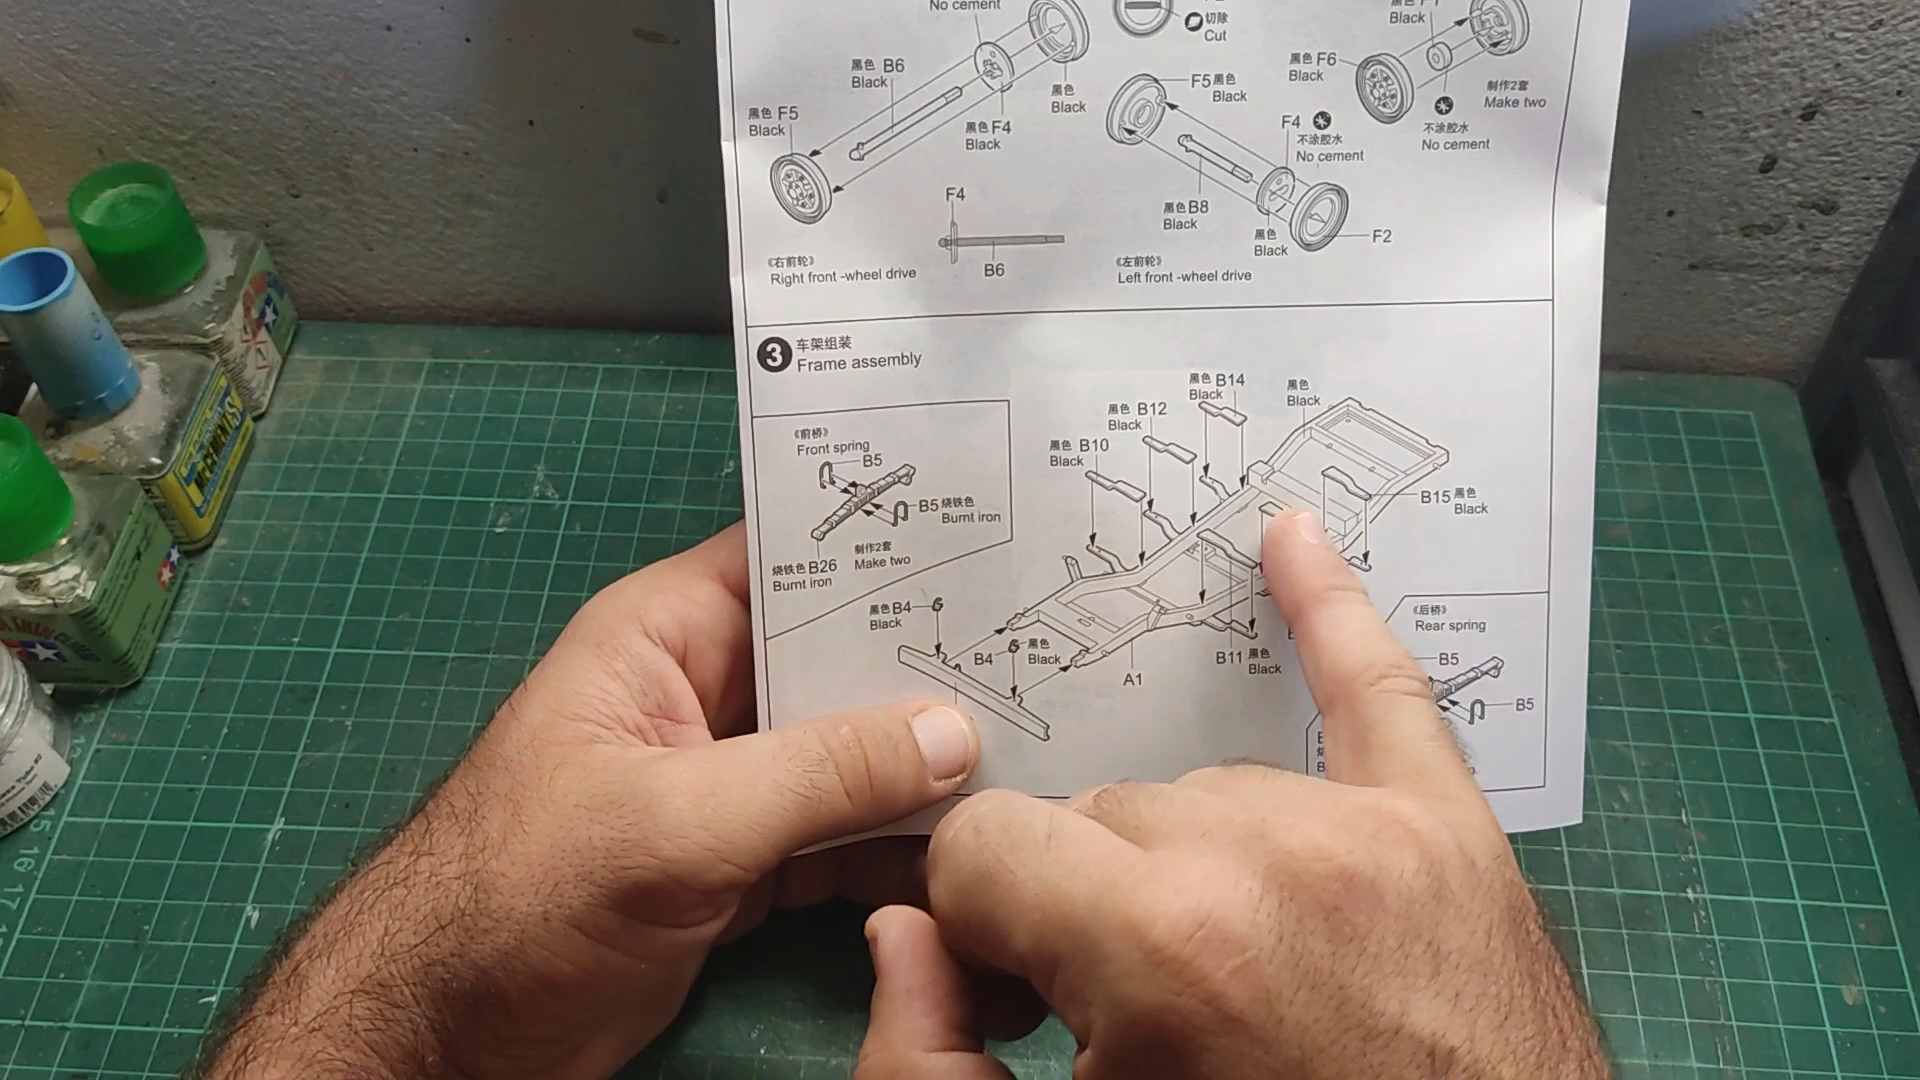 No cement
切除
Cut
Black
黑色 B6
Black
黑色
Black
黑色 F5
Black
黑色 F4
Black
F5 黑色
Black
黑色 F6
Black
制作2套
Make two
F4
不涂胶水
No cement
不涂胶水
No cement
F4
黑色 B8
Black
黑色
Black
F2
B6
《右前轮》
Right front -wheel drive
《左前轮》
Left front -wheel drive
3 车架组装
Frame assembly
黑色 B14
Black
黑色
Black
黑色 B12
Black
黑色 B10
Black
《前桥》
Front spring
B5
B5 烧铁色
Burnt iron
制作2套
Make two
烧铁色 B26
Burnt iron
B15 黑色
Black
黑色 B4
Black
B4 黑色
Black
A1
B11 黑色
Black
《后桥》
Rear spring
B5
B5
MR.CEMENT S
15
16
17